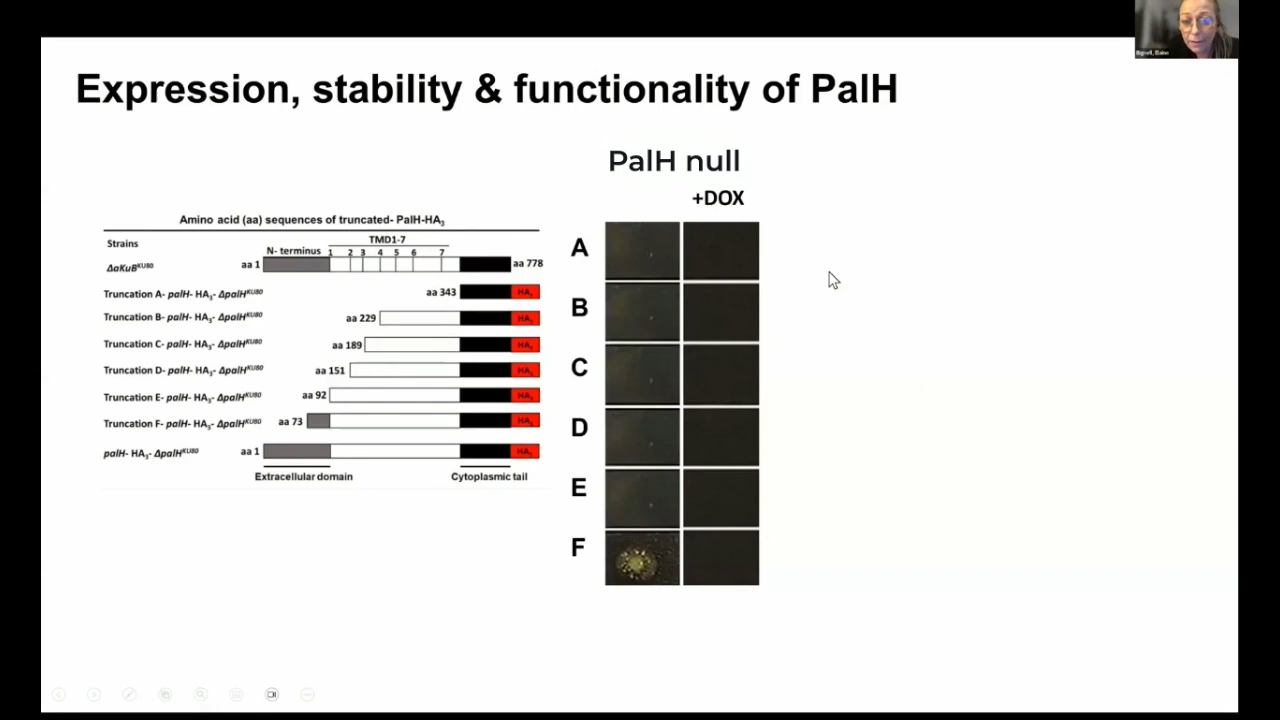 Bignell, Elaine
Expression, stability & functionality of PalH
PalH null
+DOX
Amino acid (aa) sequences of truncated- PalH-HA3
Strains
N- terminus
TMD1-7
1 2 3 4 5 6 7
ΔaKuB^KU80
aa 1
aa 778
Truncation A- palH- HA3- ΔpalH^KU80
aa 343
HA3
Truncation B- palH- HA3- ΔpalH^KU80
aa 229
HA3
Truncation C- palH- HA3- ΔpalH^KU80
aa 189
HA3
Truncation D- palH- HA3- ΔpalH^KU80
aa 151
HA3
Truncation E- palH- HA3- ΔpalH^KU80
aa 92
HA3
Truncation F- palH- HA3- ΔpalH^KU80
aa 73
HA3
palH- HA3- ΔpalH^KU80
aa 1
HA3
Extracellular domain
Cytoplasmic tail
A
B
C
D
E
F